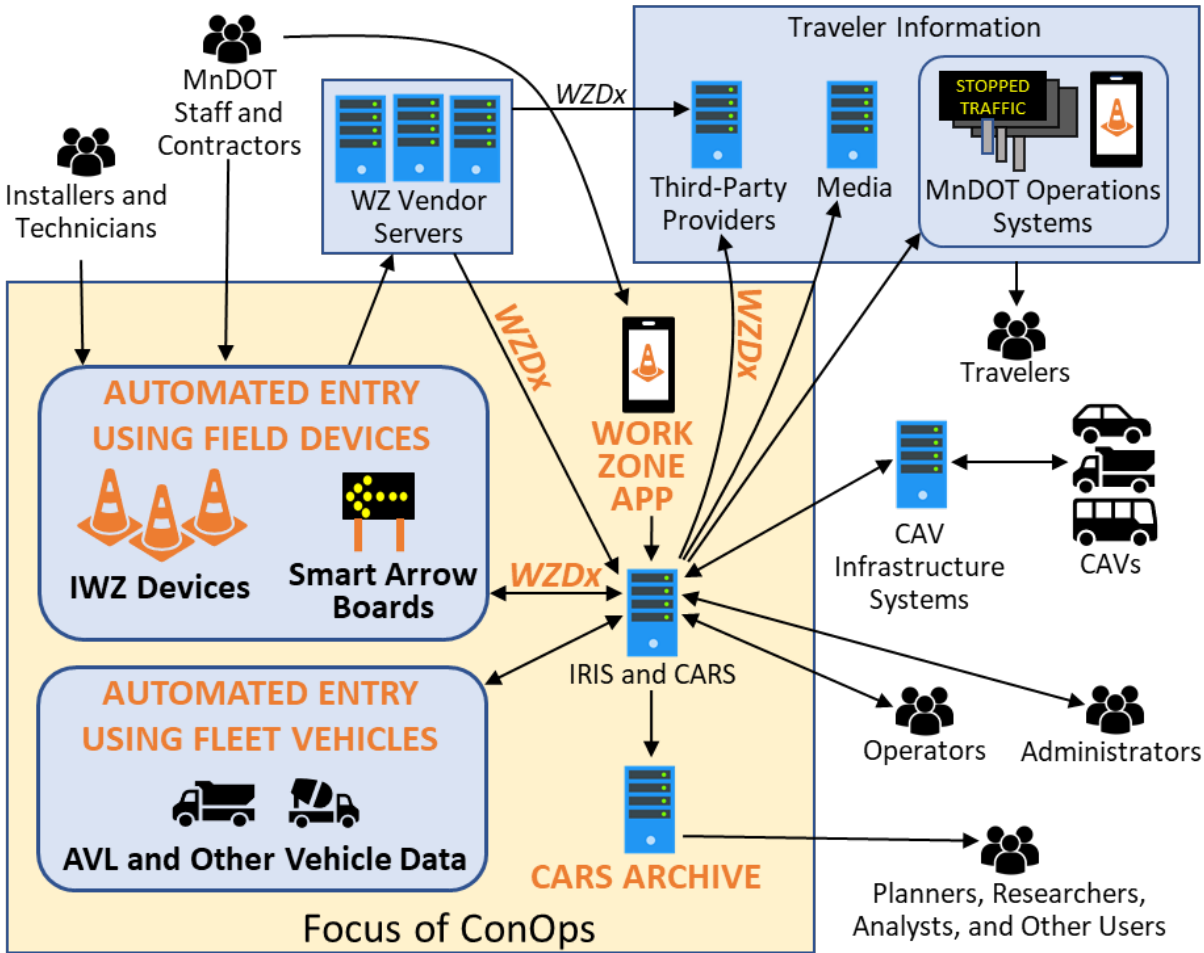 MnDOT
Staff and
Contractors
Installers and
Technicians
WZ Vendor
Servers
WZDx
Traveler Information
Third-Party
Providers
Media
STOPPED
TRAFFIC
MnDOT Operations
Systems
Travelers
WZDx
WZDx
AUTOMATED ENTRY
USING FIELD DEVICES
IWZ Devices
Smart Arrow
Boards
WORK
ZONE
APP
WZDx
IRIS and CARS
CAV
Infrastructure
Systems
CAVs
AUTOMATED ENTRY
USING FLEET VEHICLES
AVL and Other Vehicle Data
Operators
Administrators
CARS ARCHIVE
Planners, Researchers,
Analysts, and Other Users
Focus of ConOps